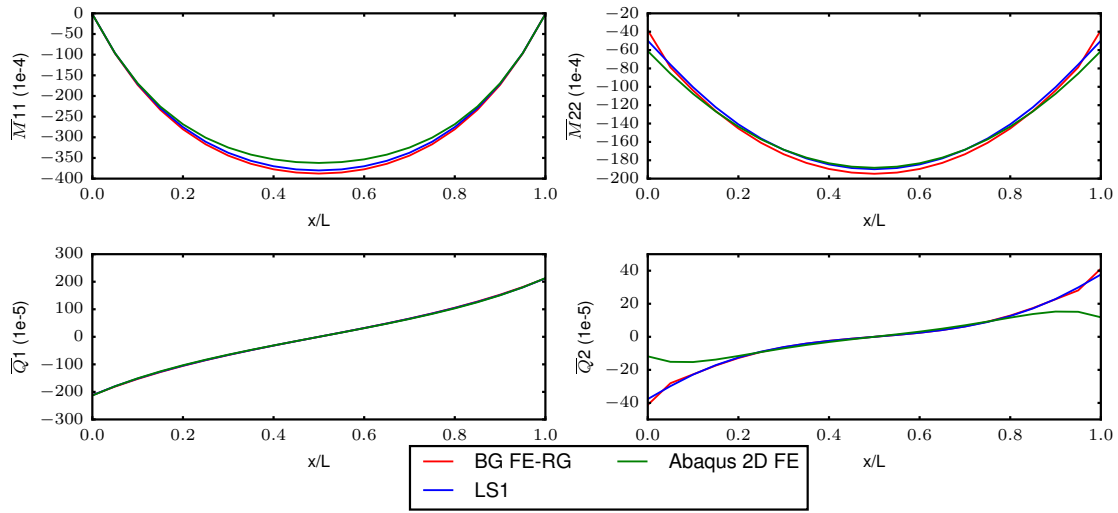 0
−50
−100
−150
−200
−250
−300
−350
−400
M11 (1e-4)
0.0 0.2 0.4 0.6 0.8 1.0
x/L
−20
−40
−60
−80
−100
−120
−140
−160
−180
−200
M22 (1e-4)
0.0 0.2 0.4 0.6 0.8 1.0
x/L
300
200
100
0
−100
−200
−300
Q1 (1e-5)
0.0 0.2 0.4 0.6 0.8 1.0
x/L
40
20
0
−20
−40
Q2 (1e-5)
0.0 0.2 0.4 0.6 0.8 1.0
x/L
BG FE-RG
LS1
Abaqus 2D FE